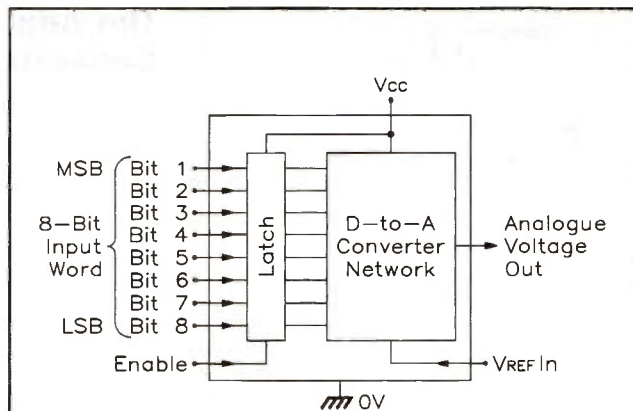 Vcc
MSB
Bit 1
Bit 2
Bit 3
Bit 4
Bit 5
Bit 6
Bit 7
LSB
Bit 8
8-Bit
Input
Word
Enable
Latch
D-to-A
Converter
Network
Analogue
Voltage
Out
VREF In
0V